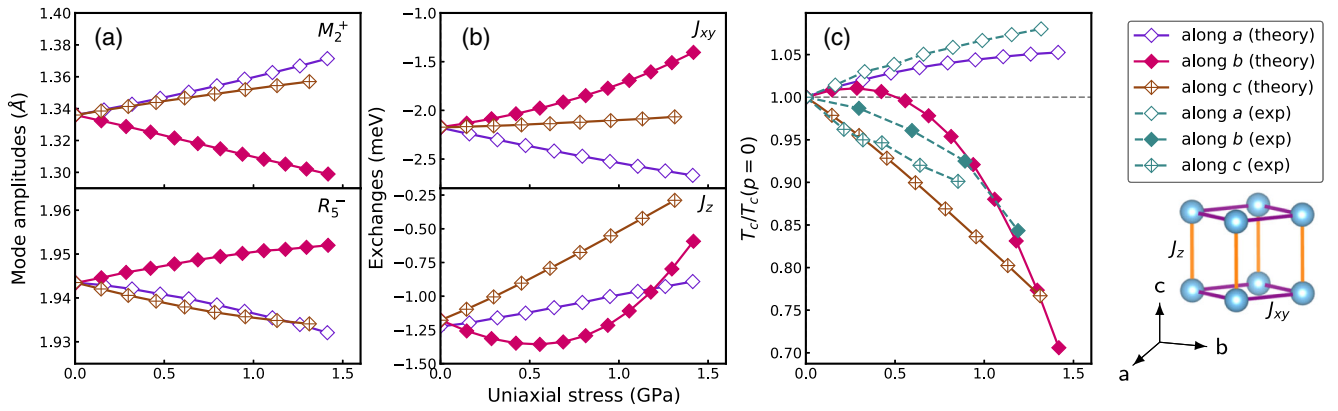 (a)
M₂⁺
1.40
1.38
1.36
1.34
1.32
1.30
R₅⁻
1.96
1.95
1.94
1.93
0.0
0.5
1.0
1.5
Mode amplitudes (Å)
(b)
Jxy
−1.0
−1.5
−2.0
−2.5
Jz
−0.25
−0.50
−0.75
−1.00
−1.25
−1.50
0.0
0.5
1.0
1.5
Exchanges (meV)
Uniaxial stress (GPa)
(c)
1.05
1.00
0.95
0.90
0.85
0.80
0.75
0.70
0.0
0.5
1.0
1.5
Tc/Tc(p = 0)
along a (theory)
along b (theory)
along c (theory)
along a (exp)
along b (exp)
along c (exp)
Jz
Jxy
c
b
a